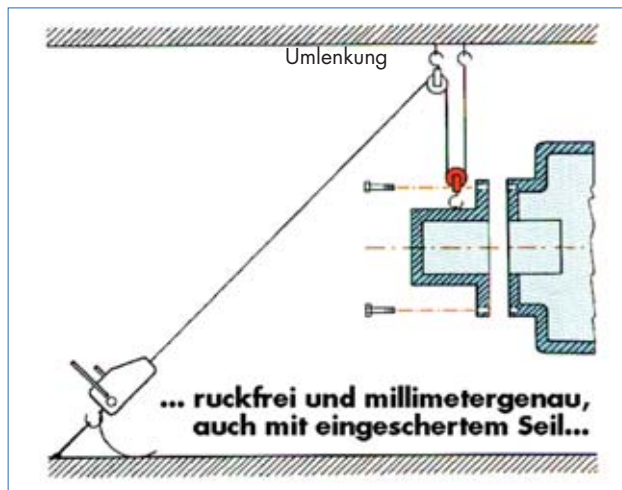 Umlenkung
... ruckfrei und millimetergenau,
auch mit eingeschertem Seil...